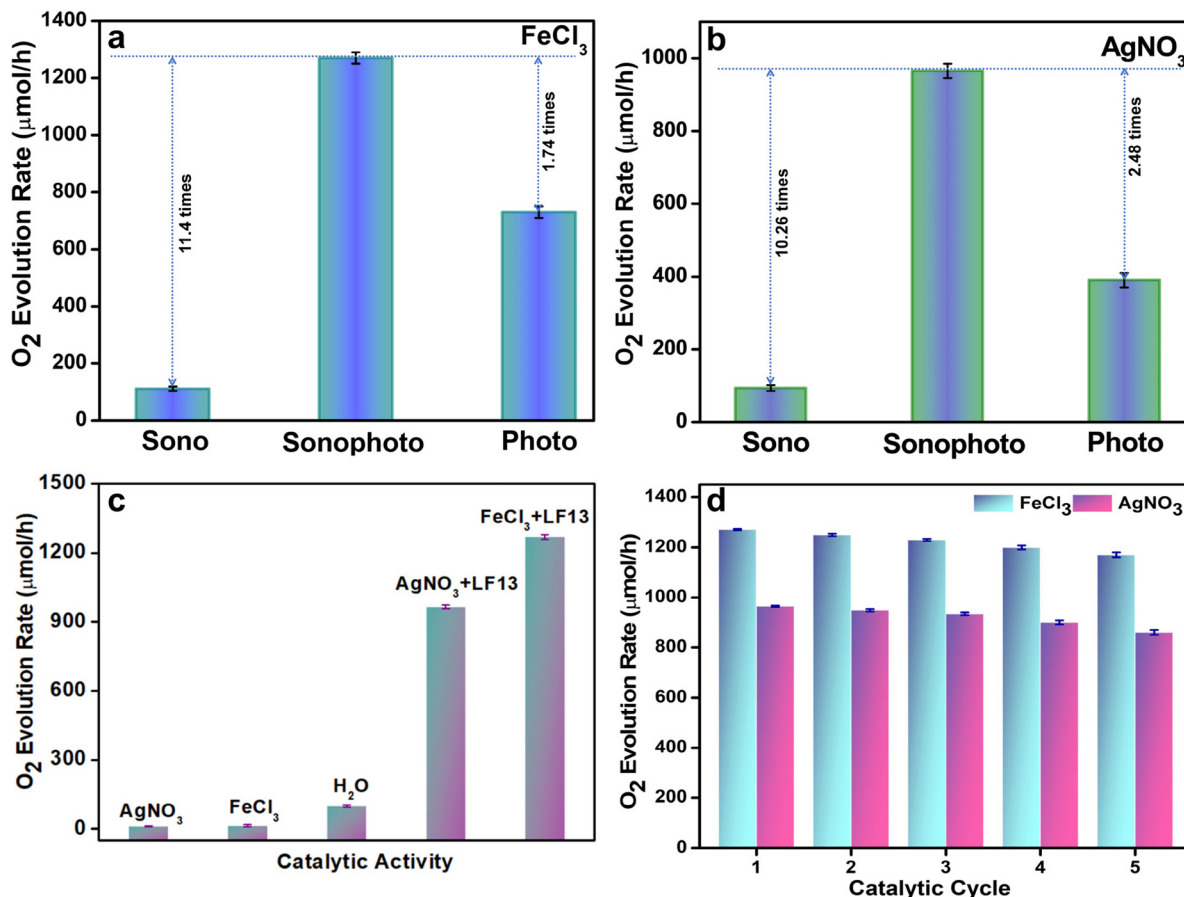 a
FeCl3
O2 Evolution Rate (μmol/h)
1400
1200
1000
800
600
400
200
0
11.4 times
1.74 times
Sono Sonophoto Photo
b
AgNO3
O2 Evolution Rate (μmol/h)
1000
800
600
400
200
0
10.26 times
2.48 times
Sono Sonophoto Photo
c
O2 Evolution Rate (μmol/h)
1500
1200
900
600
300
0
AgNO3
FeCl3
H2O
AgNO3+LF13
FeCl3+LF13
Catalytic Activity
d
FeCl3 AgNO3
O2 Evolution Rate (μmol/h)
1400
1200
1000
800
600
400
200
0
1 2 3 4 5
Catalytic Cycle